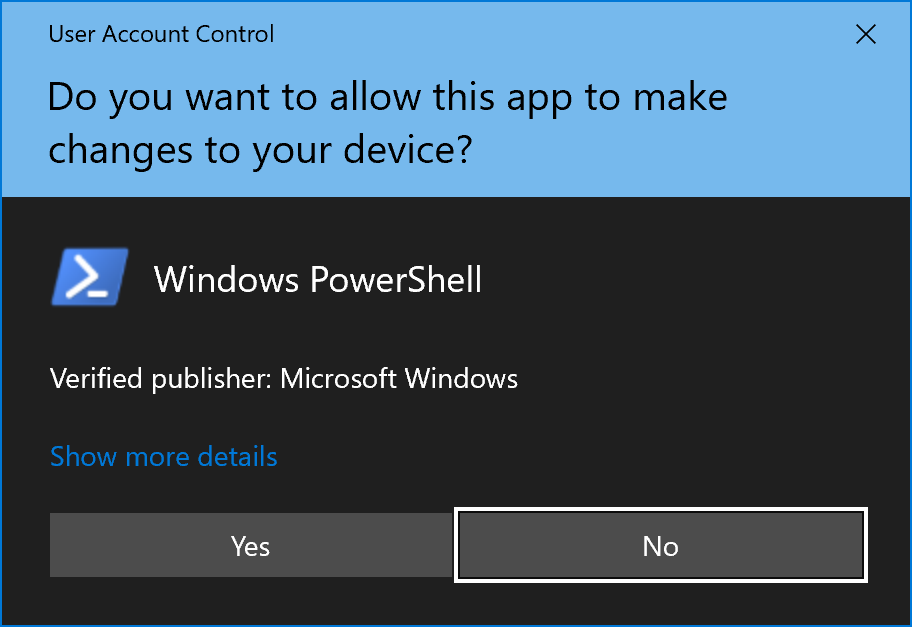 User Account Control
Do you want to allow this app to make
changes to your device?
Windows PowerShell
Verified publisher: Microsoft Windows
Show more details
Yes
No